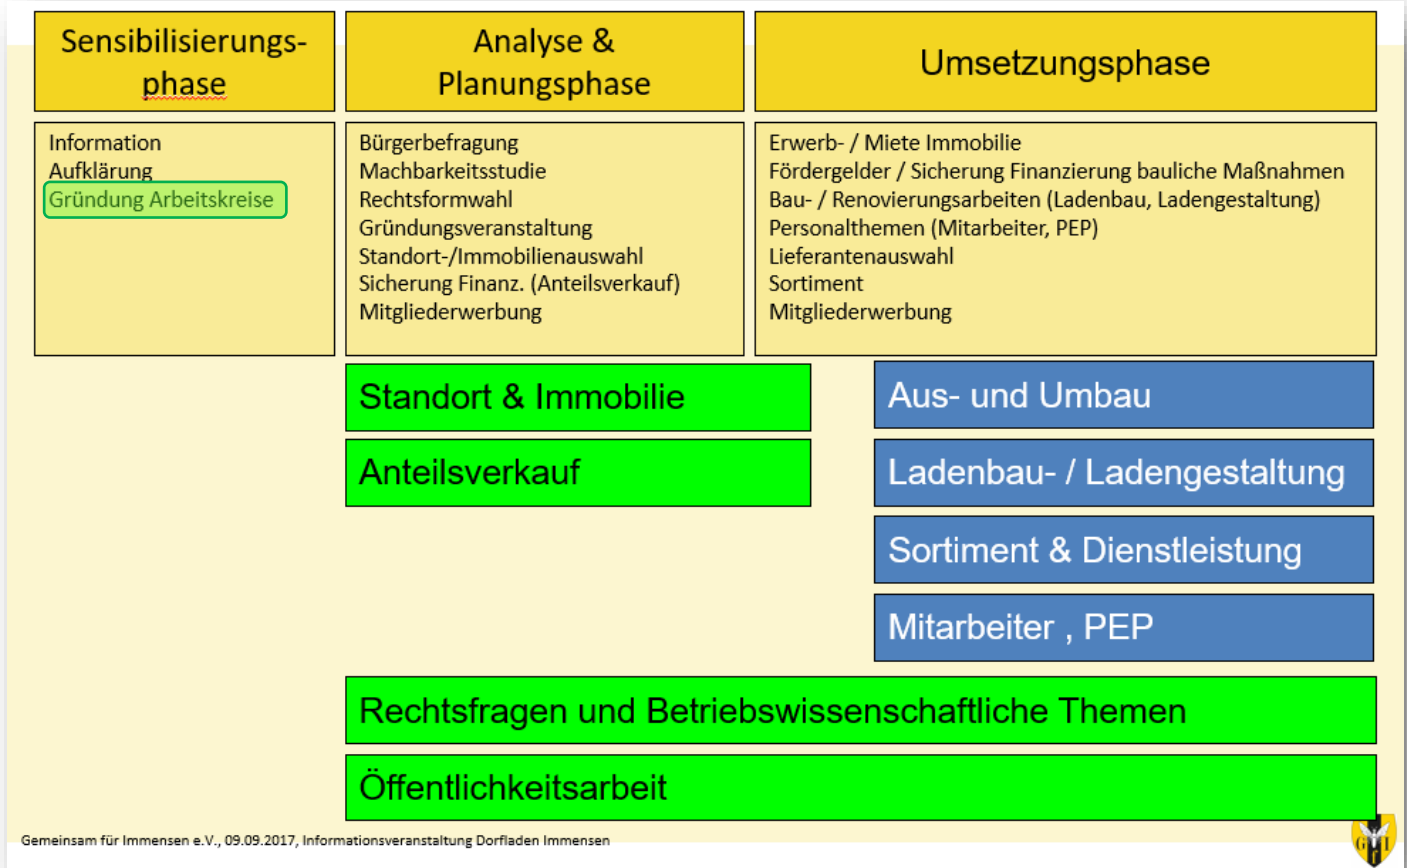 Sensibilisierungs-
phase
Analyse &
Planungsphase
Umsetzungsphase
Information
Aufklärung
Gründung Arbeitskreise
Bürgerbefragung
Machbarkeitsstudie
Rechtsformwahl
Gründungsveranstaltung
Standort-/Immobilienauswahl
Sicherung Finanz. (Anteilsverkauf)
Mitgliederwerbung
Erwerb- / Miete Immobilie
Fördergelder / Sicherung Finanzierung bauliche Maßnahmen
Bau- / Renovierungsarbeiten (Ladenbau, Ladengestaltung)
Personalthemen (Mitarbeiter, PEP)
Lieferantenauswahl
Sortiment
Mitgliederwerbung
Standort & Immobilie
Anteilsverkauf
Aus- und Umbau
Ladenbau- / Ladengestaltung
Sortiment & Dienstleistung
Mitarbeiter , PEP
Rechtsfragen und Betriebswissenschaftliche Themen
Öffentlichkeitsarbeit
Gemeinsam für Immensen e.V., 09.09.2017, Informationsveranstaltung Dorfladen Immensen